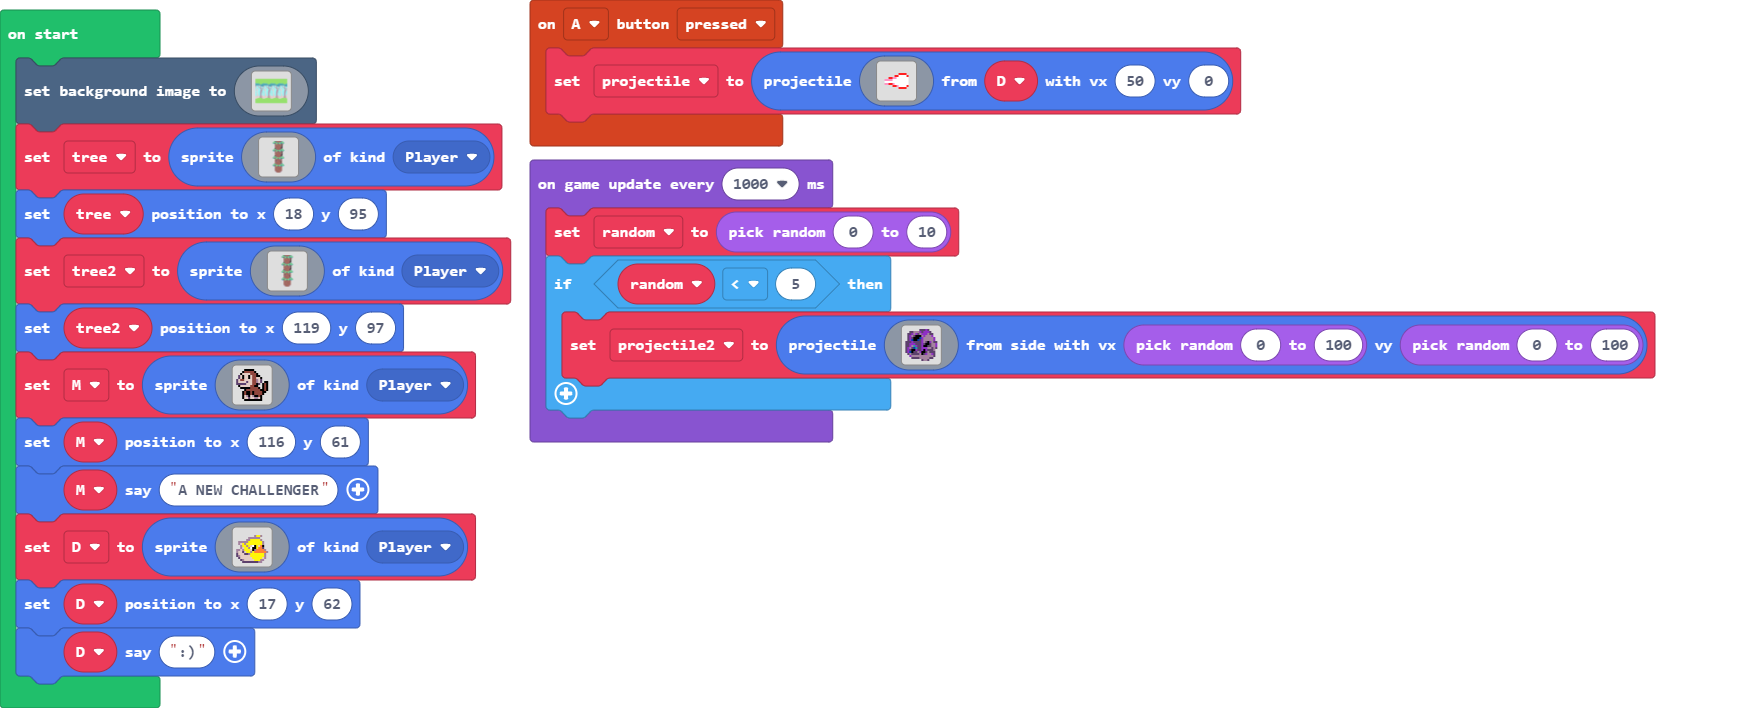 on start
set background image to
set tree to sprite of kind Player
set tree position to x 18 y 95
set tree2 to sprite of kind Player
set tree2 position to x 119 y 97
set M to sprite of kind Player
set M position to x 116 y 61
M say "A NEW CHALLENGER"
set D to sprite of kind Player
set D position to x 17 y 62
D say ":)"
on A button pressed
set projectile to projectile from D with vx 50 vy 0
on game update every 1000 ms
set random to pick random 0 to 10
if random < 5 then
set projectile2 to projectile from side with vx pick random 0 to 100 vy pick random 0 to 100